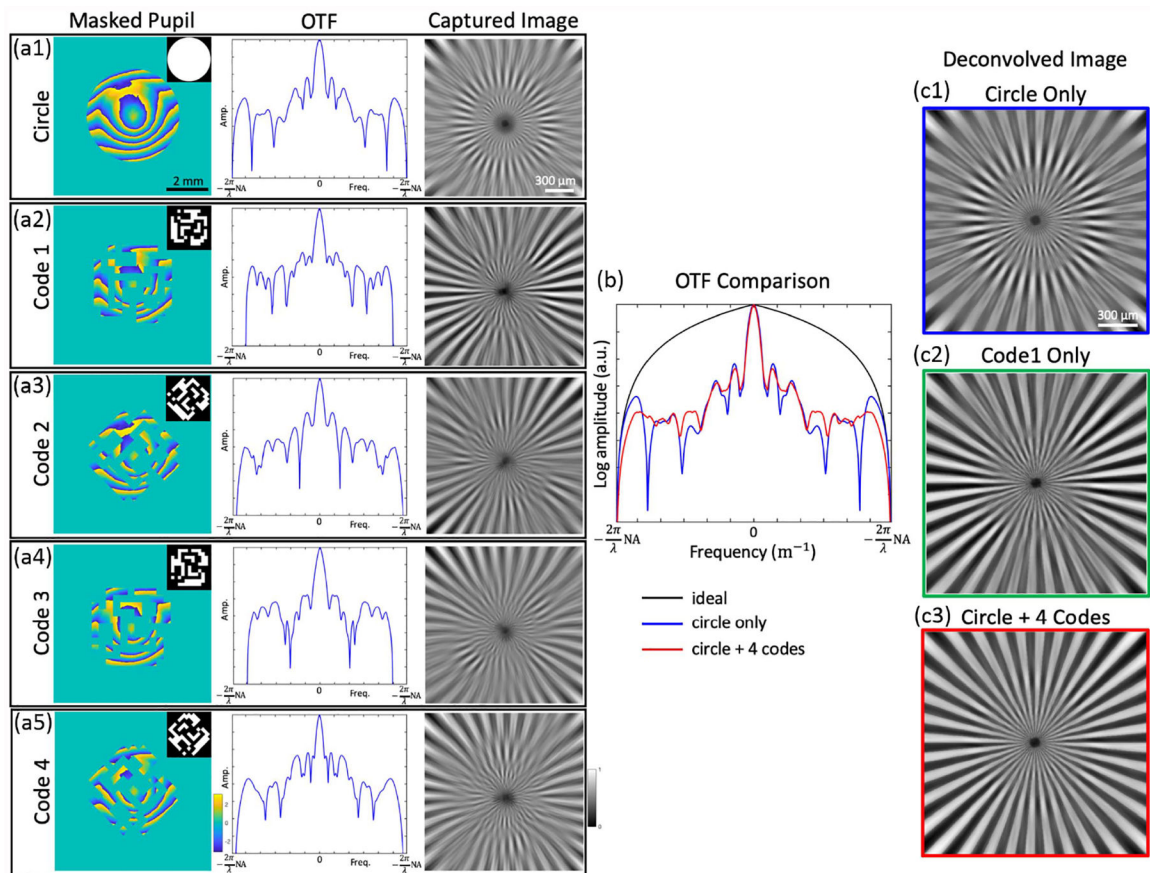 Masked Pupil OTF Captured Image
(a1)
Circle
2 mm
Amp.
−2π/λ NA 0 Freq. −2π/λ NA
300 µm
(a2)
Code 1
Amp.
−2π/λ NA 0 Freq. −2π/λ NA
(a3)
Code 2
Amp.
−2π/λ NA 0 Freq. −2π/λ NA
(a4)
Code 3
Amp.
−2π/λ NA 0 Freq. −2π/λ NA
(a5)
Code 4
2
0
-2
Amp.
−2π/λ NA 0 Freq. −2π/λ NA
1
0
(b)
OTF Comparison
Log amplitude (a.u.)
−2π/λ NA 0 −2π/λ NA
Frequency (m⁻¹)
ideal
circle only
circle + 4 codes
Deconvolved Image
(c1) Circle Only
300 µm
(c2) Code1 Only
(c3) Circle + 4 Codes